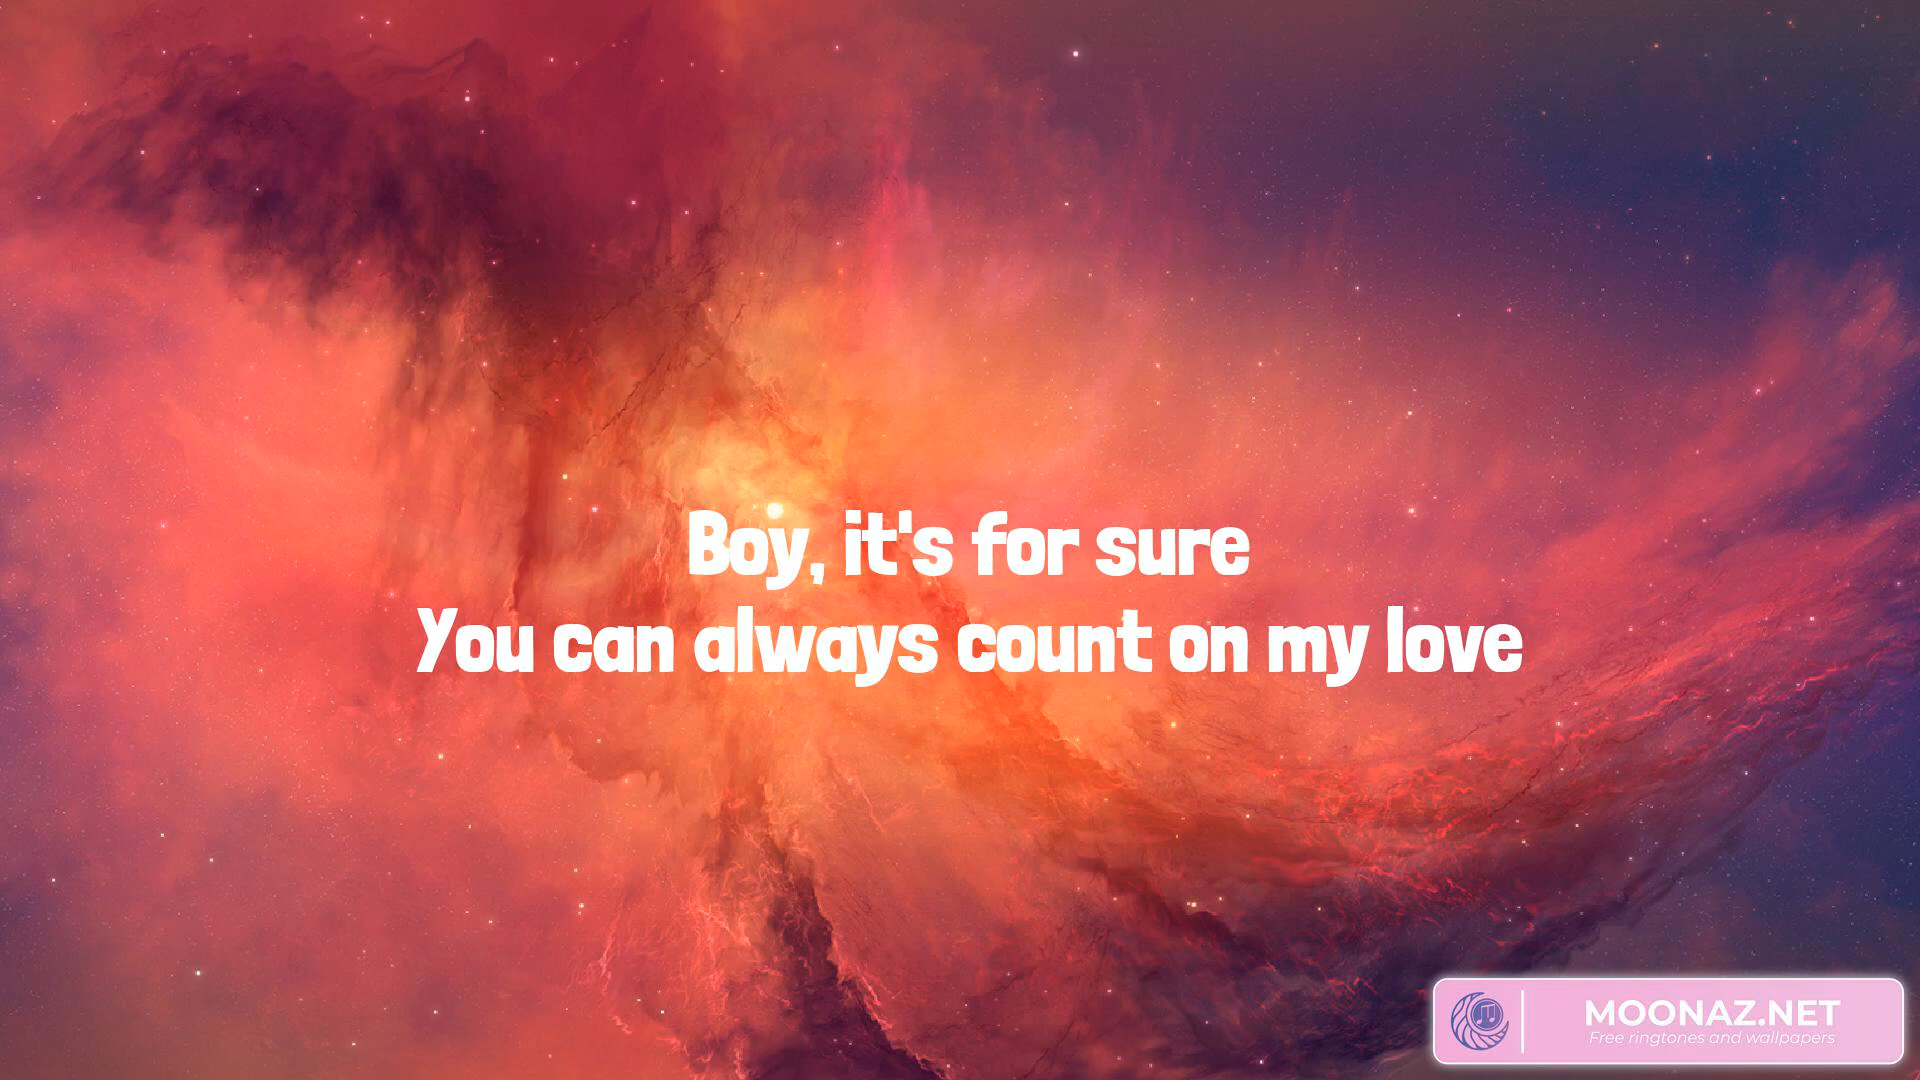 Boy, it's for sure
You can always count on my love
MOONAZ.NET
Free ringtones and wallpapers